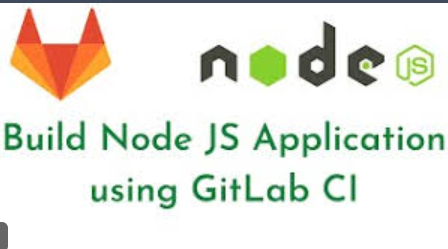 node
JS
Build Node JS Application
using GitLab CI